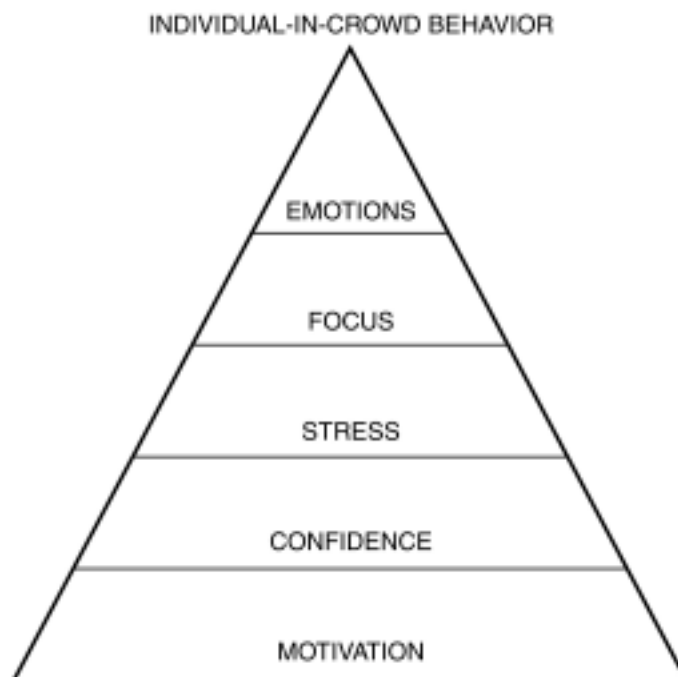 INDIVIDUAL-IN-CROWD BEHAVIOR
EMOTIONS
FOCUS
STRESS
CONFIDENCE
MOTIVATION